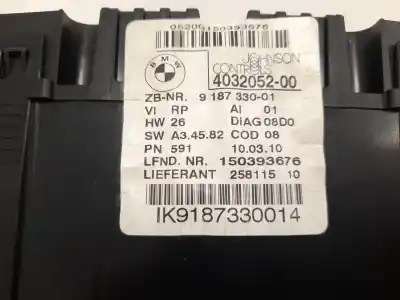 0520G150393676
BMW
JOHNSON
CONTROLS
4032052-00
ZB-NR. 9 187 330-01
VI RP AI 01
HW 26 DIAG 08D0
SW A3.45.82 COD 08
PN 591 10.03.10
LFND. NR. 150393676
LIEFERANT 258115 10
IK9187330014